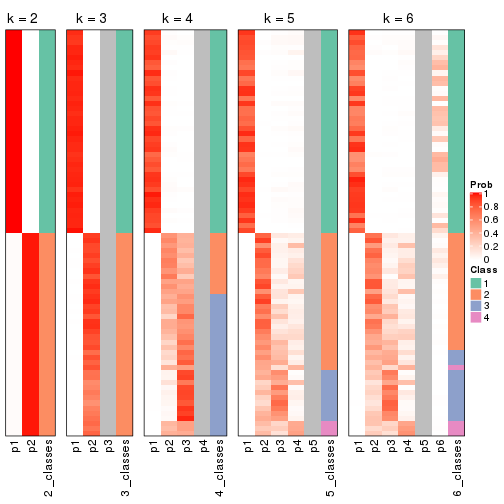 k = 2
k = 3
k = 4
k = 5
k = 6
p1
p2
2_classes
p1
p2
p3
3_classes
p1
p2
p3
p4
4_classes
p1
p2
p3
p4
p5
5_classes
p1
p2
p3
p4
p5
p6
6_classes
Prob
1
0.8
0.6
0.4
0.2
0
Class
1
2
3
4